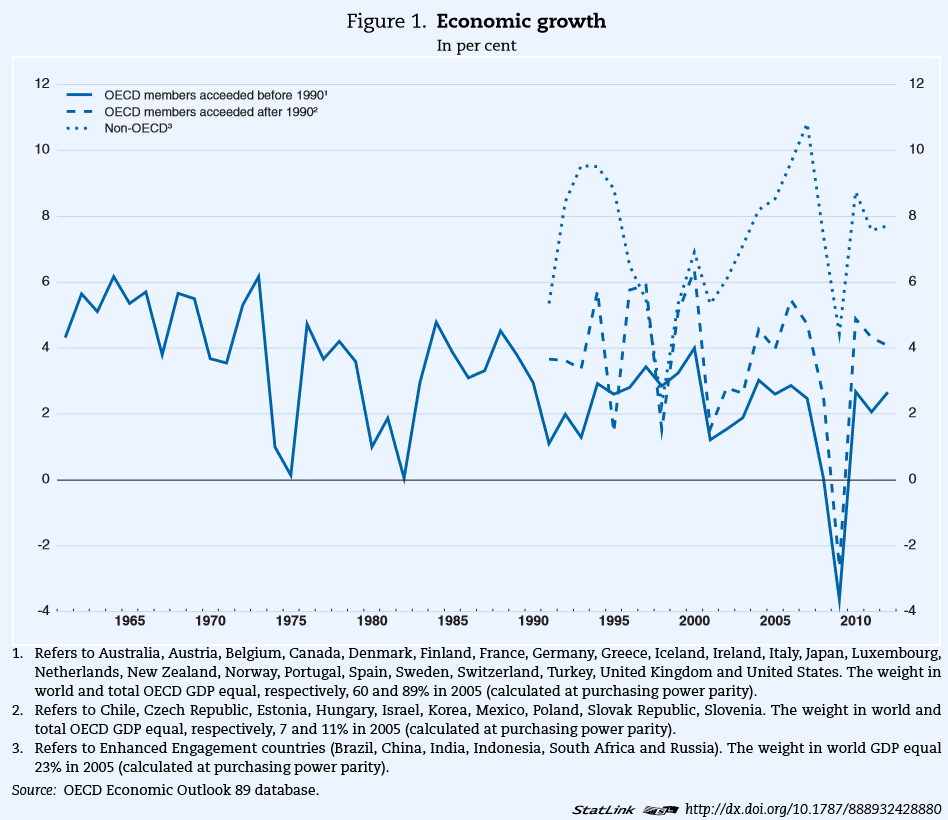 Figure 1. Economic growth
In per cent
12 12
OECD members acceeded before 1990¹
OECD members acceeded after 1990²
Non-OECD³
10 10
8 8
6 6
4 4
2 2
0 0
-2 -2
-4 -4
1965 1970 1975 1980 1985 1990 1995 2000 2005 2010
1. Refers to Australia, Austria, Belgium, Canada, Denmark, Finland, France, Germany, Greece, Iceland, Ireland, Italy, Japan, Luxembourg,
Netherlands, New Zealand, Norway, Portugal, Spain, Sweden, Switzerland, Turkey, United Kingdom and United States. The weight in
world and total OECD GDP equal, respectively, 60 and 89% in 2005 (calculated at purchasing power parity).
2. Refers to Chile, Czech Republic, Estonia, Hungary, Israel, Korea, Mexico, Poland, Slovak Republic, Slovenia. The weight in world and
total OECD GDP equal, respectively, 7 and 11% in 2005 (calculated at purchasing power parity).
3. Refers to Enhanced Engagement countries (Brazil, China, India, Indonesia, South Africa and Russia). The weight in world GDP equal
23% in 2005 (calculated at purchasing power parity).
Source: OECD Economic Outlook 89 database.
StatLink http://dx.doi.org/10.1787/888932428880